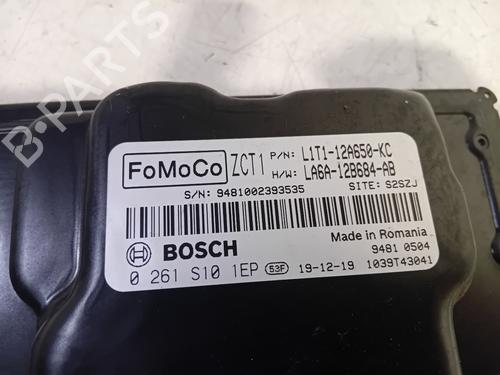 FoMoCo ZCT1 P/N: L1T1-12A650-KC
H/W: LA6A-12B684-AB
S/N: 9481002393535 SITE: S2SZJ
BOSCH Made in Romania
9481 0504
0 261 S10 1EP 53F 19-12-19 1039T43041
B-PARTS